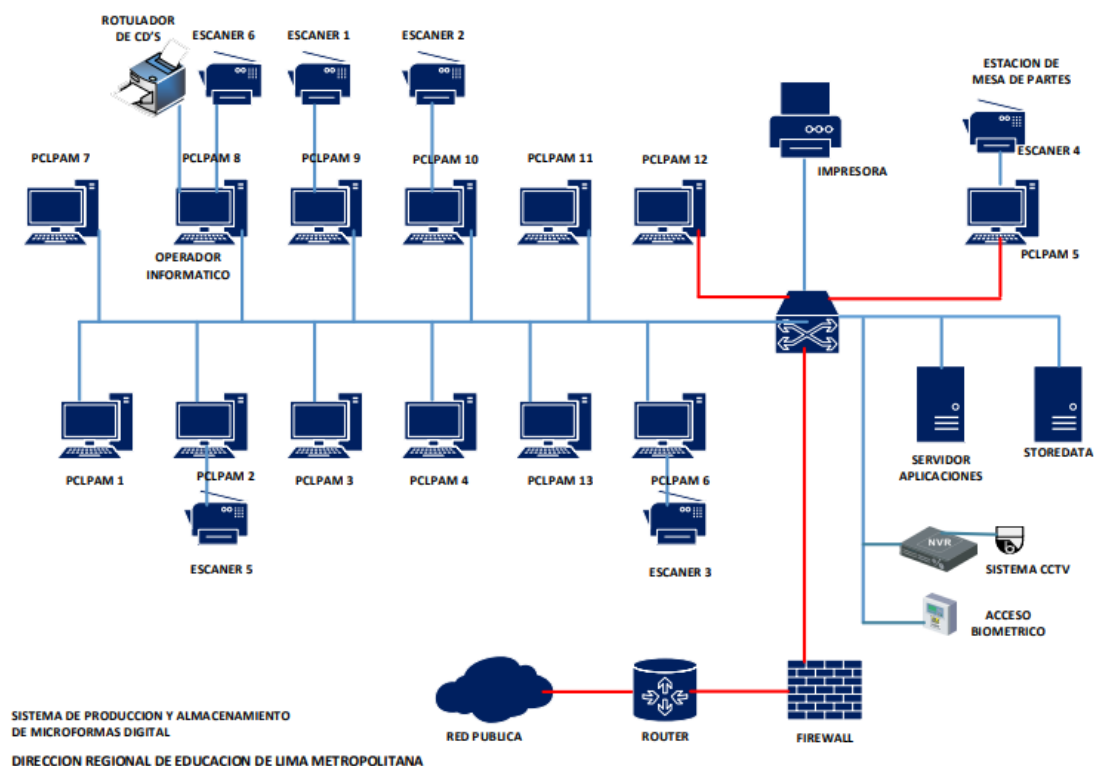 ROTULADOR
DE CD'S
ESCANER 6
ESCANER 1
ESCANER 2
ESTACION DE
MESA DE PARTES
PCLPAM 7
PCLPAM 8
PCLPAM 9
PCLPAM 10
PCLPAM 11
PCLPAM 12
IMPRESORA
ESCANER 4
OPERADOR
INFORMATICO
PCLPAM 5
PCLPAM 1
PCLPAM 2
PCLPAM 3
PCLPAM 4
PCLPAM 13
PCLPAM 6
SERVIDOR
APLICACIONES
STOREDATA
ESCANER 5
ESCANER 3
NVR
SISTEMA CCTV
ACCESO
BIOMETRICO
RED PUBLICA
ROUTER
FIREWALL
SISTEMA DE PRODUCCION Y ALMACENAMIENTO
DE MICROFORMAS DIGITAL
DIRECCION REGIONAL DE EDUCACION DE LIMA METROPOLITANA